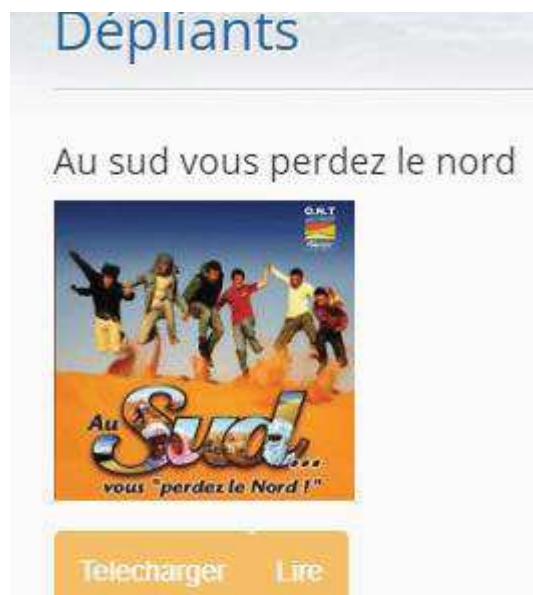 Dépliants
Au sud vous perdez le nord
O.N.T
Au Sud...
vous "perdez le Nord !"
Telecharger Lire